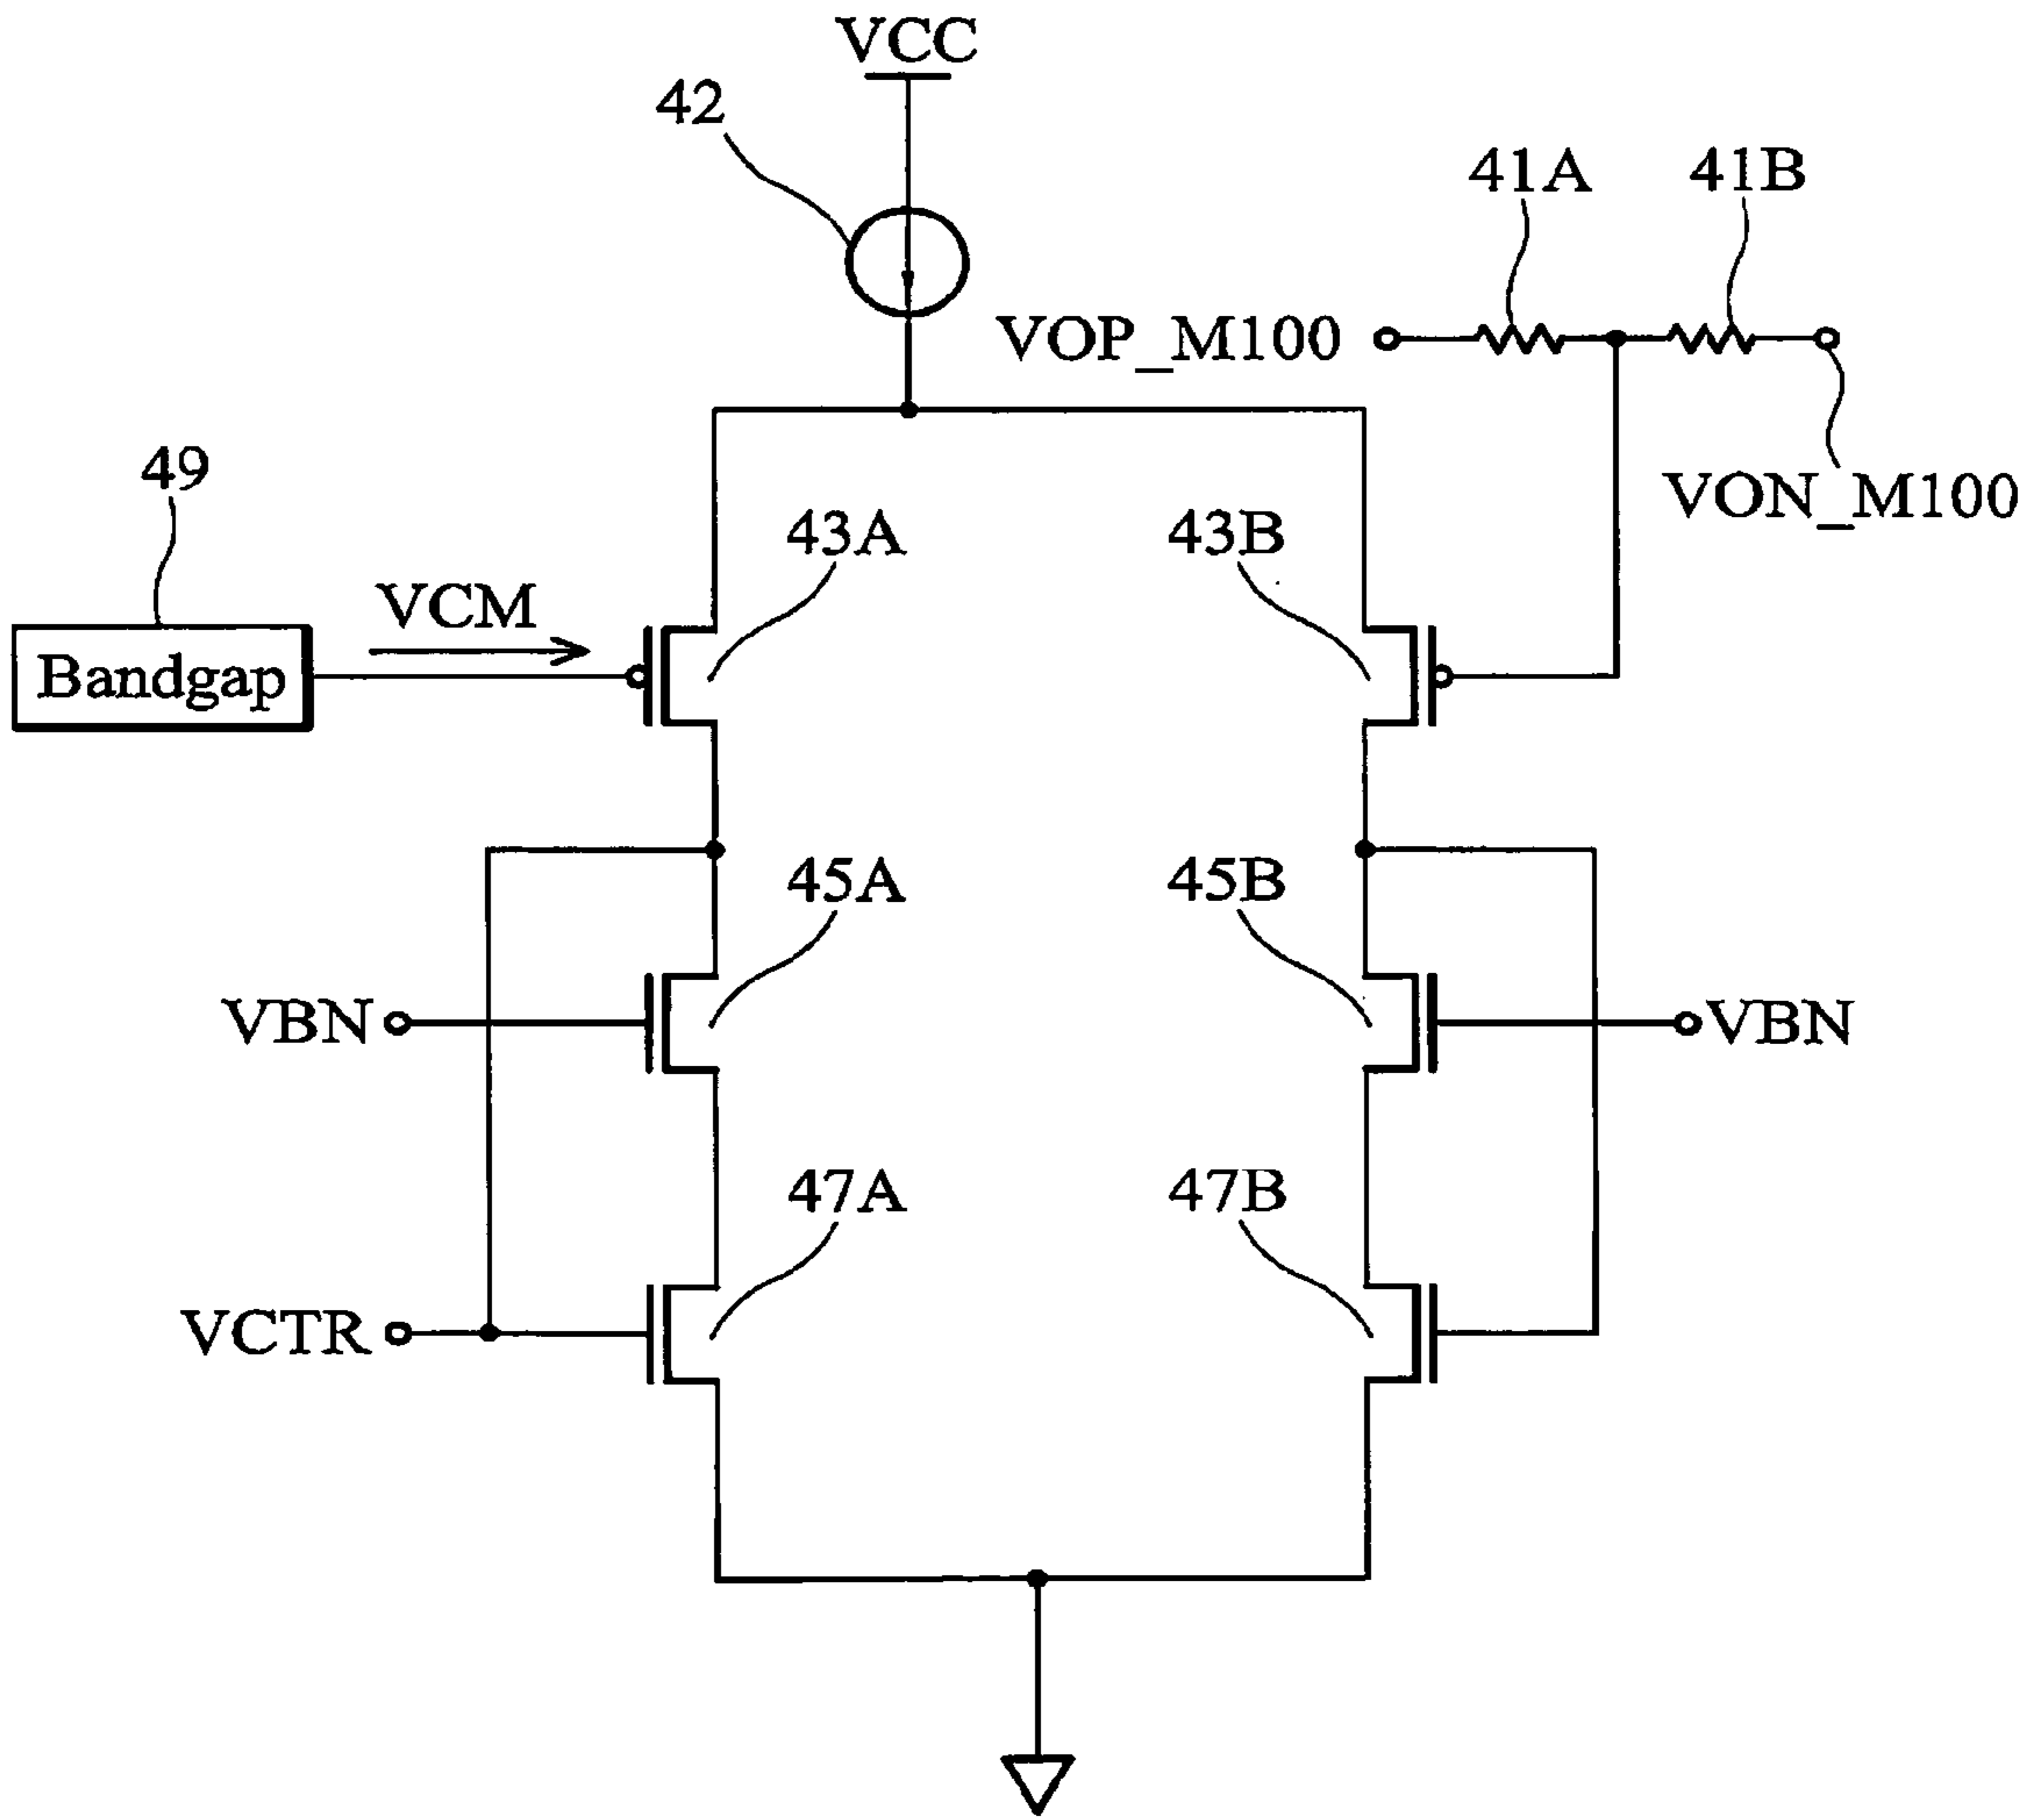 VCC
42
41A
41B
VOP_M100
VON_M100
49
43A
43B
VCM
Bandgap
45A
45B
VBN
VBN
47A
47B
VCTR